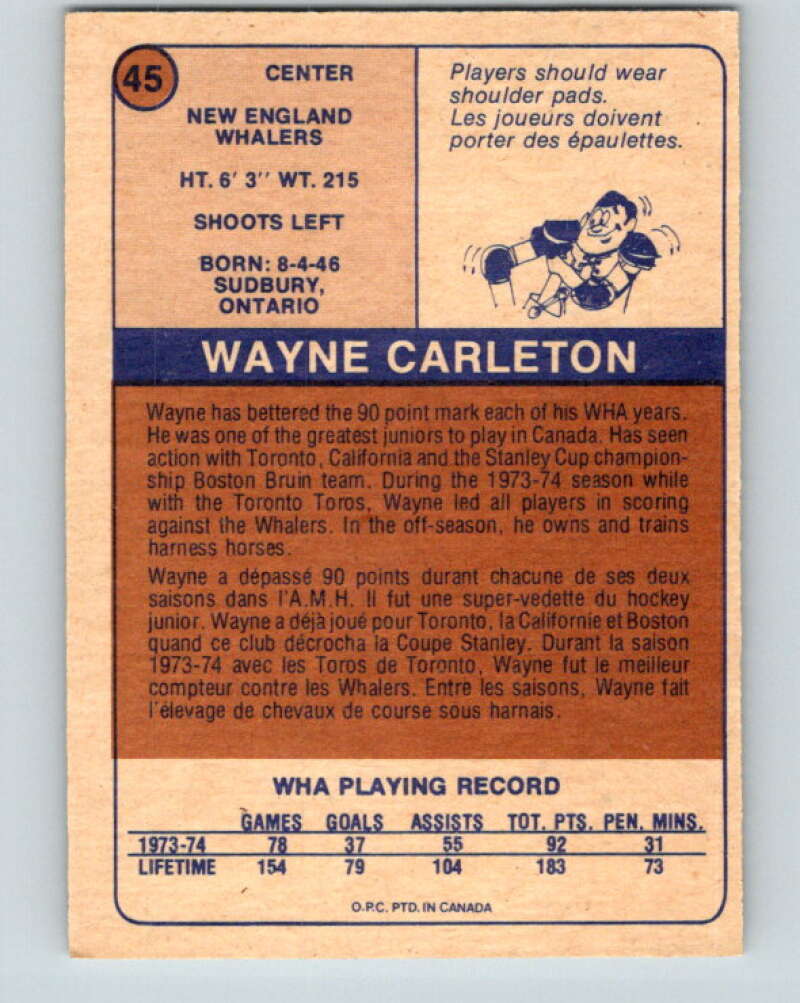 45
CENTER
NEW ENGLAND
WHALERS
HT. 6' 3'' WT. 215
SHOOTS LEFT
BORN: 8-4-46
SUDBURY,
ONTARIO
Players should wear
shoulder pads.
Les joueurs doivent
porter des épaulettes.
WAYNE CARLETON
Wayne has bettered the 90 point mark each of his WHA years.
He was one of the greatest juniors to play in Canada. Has seen
action with Toronto, California and the Stanley Cup champion-
ship Boston Bruin team. During the 1973-74 season while
with the Toronto Toros, Wayne led all players in scoring
against the Whalers. In the off-season, he owns and trains
harness horses.
Wayne a dépassé 90 points durant chacune de ses deux
saisons dans l'A.M.H. Il fut une super-vedette du hockey
junior. Wayne a déjà joué pour Toronto, la Californie et Boston
quand ce club décrocha la Coupe Stanley. Durant la saison
1973-74 avec les Toros de Toronto, Wayne fut le meilleur
compteur contre les Whalers. Entre les saisons, Wayne fait
l'élevage de chevaux de course sous harnais.
WHA PLAYING RECORD
GAMES GOALS ASSISTS TOT. PTS. PEN. MINS.
1973-74 78 37 55 92 31
LIFETIME 154 79 104 183 73
O.P.C. PTD. IN CANADA